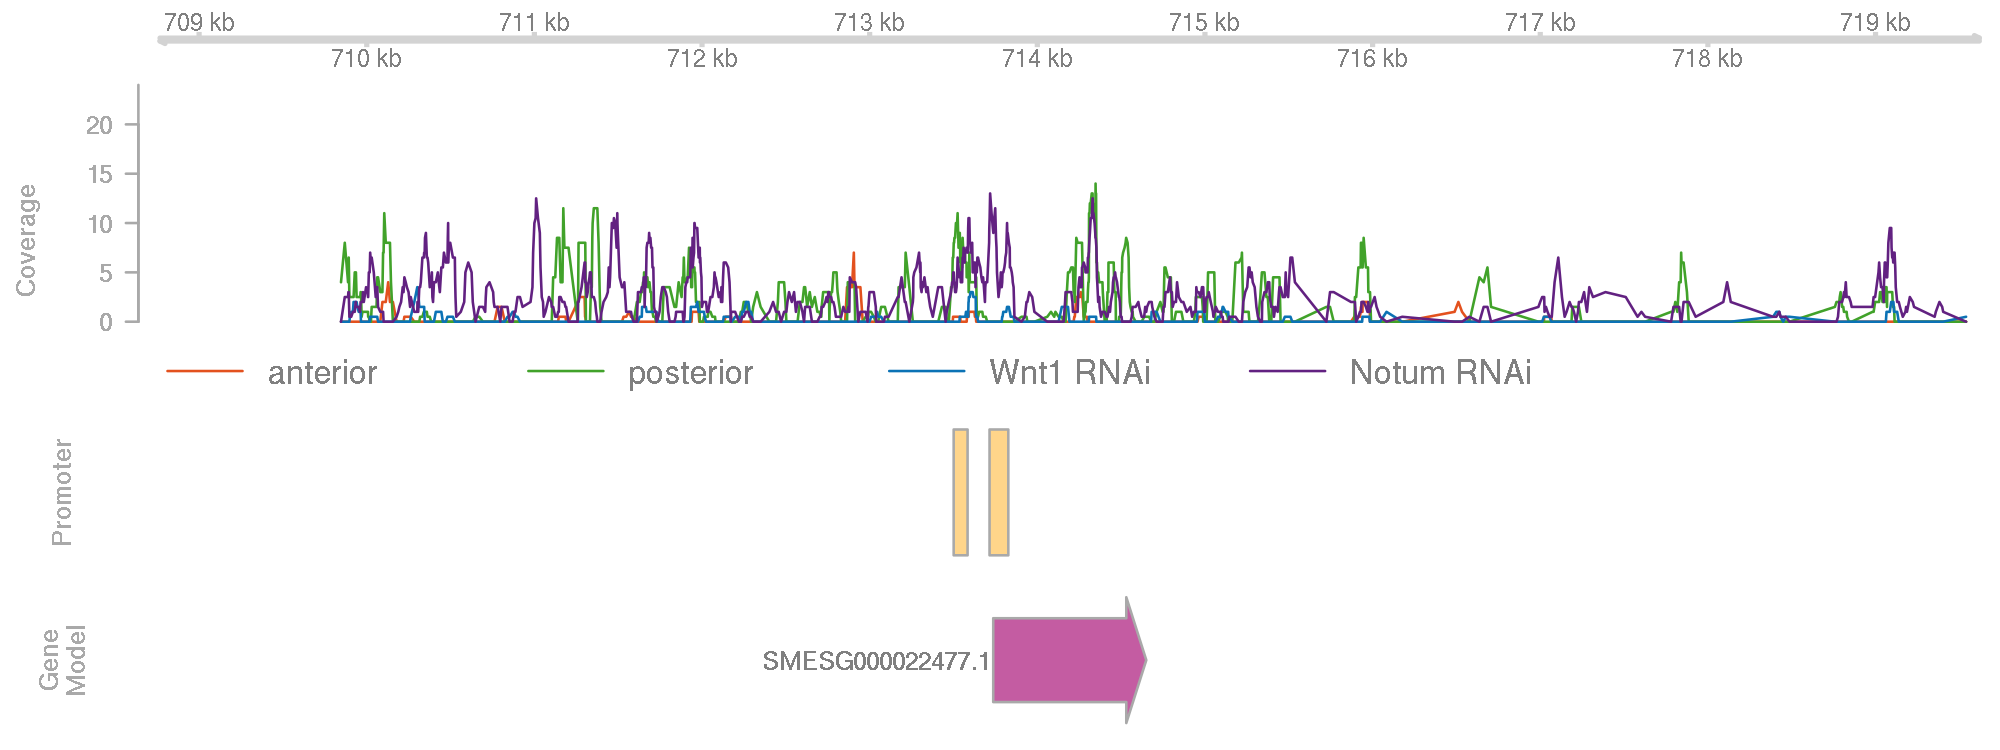 709 kb 711 kb 713 kb 715 kb 717 kb 719 kb
710 kb 712 kb 714 kb 716 kb 718 kb
Coverage
20
15
10
5
0
anterior posterior Wnt1 RNAi Notum RNAi
Promoter
Gene
Model
SMESG000022477.1